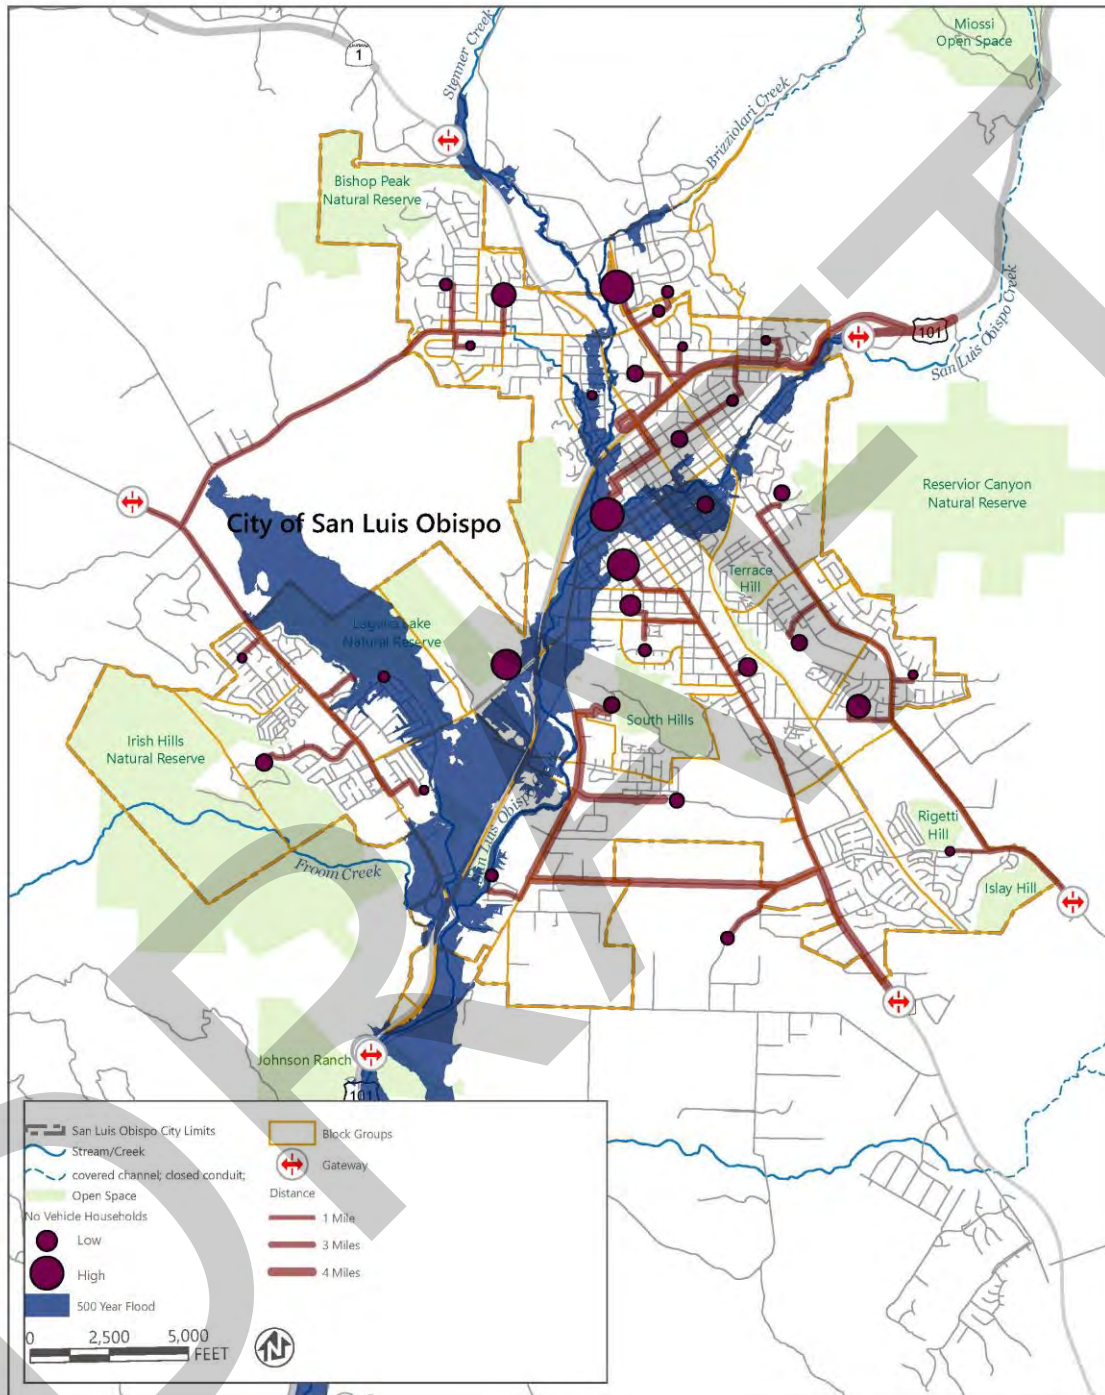 Miossi
Open Space
1
Stenner Creek
Brizziolari Creek
Bishop Peak
Natural Reserve
101
San Luis Obispo Creek
Reservior Canyon
Natural Reserve
City of San Luis Obispo
Terrace
Hill
Laguna Lake
Natural Reserve
South Hills
Irish Hills
Natural Reserve
San Luis Obispo
Rigetti
Hill
Froom Creek
Islay Hill
Johnson Ranch
101
San Luis Obispo City Limits
Stream/Creek
covered channel; closed conduit;
Open Space
No Vehicle Households
Low
High
500 Year Flood
Block Groups
Gateway
Distance
1 Mile
3 Miles
4 Miles
0 2,500 5,000
FEET
N
DRAFT